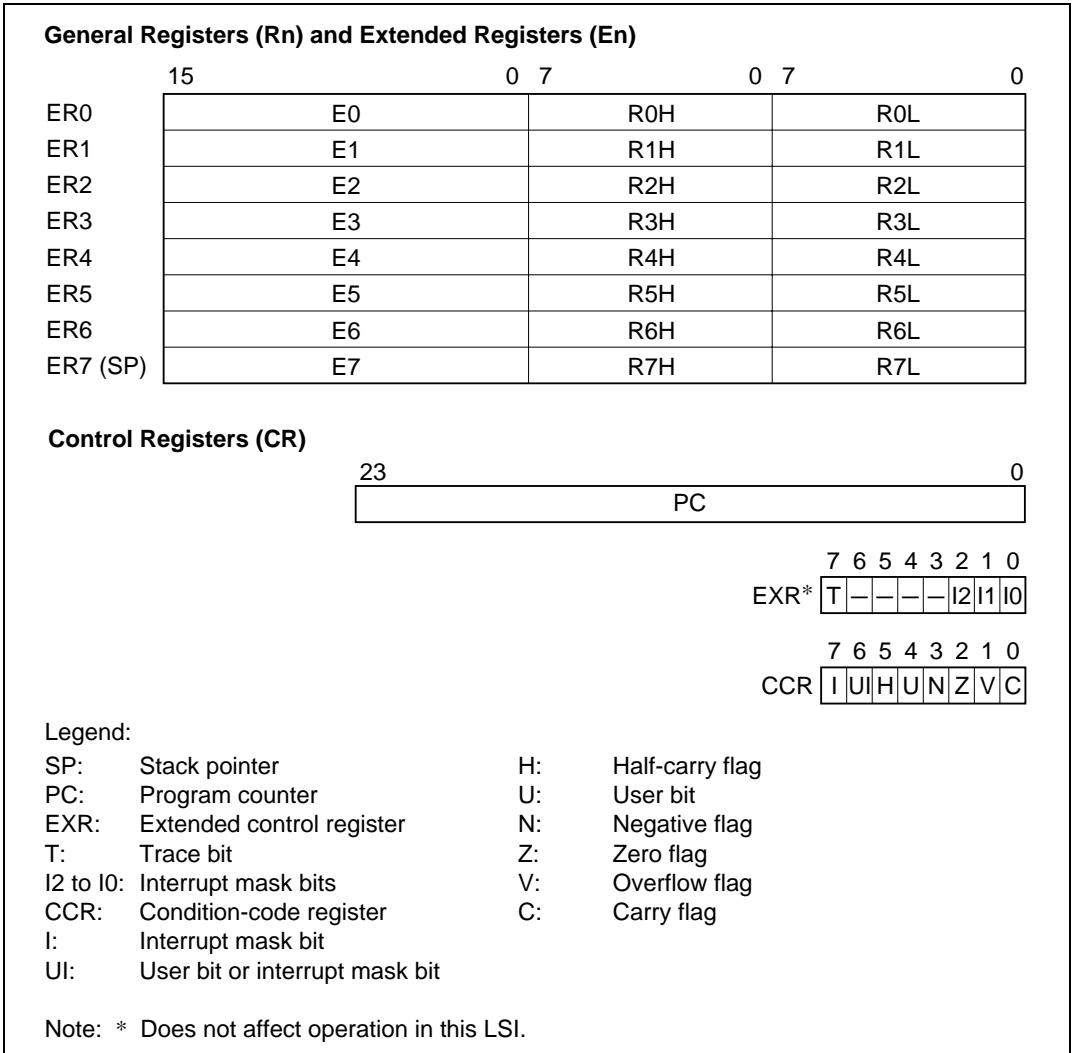 General Registers (Rn) and Extended Registers (En)
15 0 7 0 7 0
ER0 E0 R0H R0L
ER1 E1 R1H R1L
ER2 E2 R2H R2L
ER3 E3 R3H R3L
ER4 E4 R4H R4L
ER5 E5 R5H R5L
ER6 E6 R6H R6L
ER7 (SP) E7 R7H R7L
Control Registers (CR)
23 0
PC
7 6 5 4 3 2 1 0
EXR* T — — — — I2 I1 I0
7 6 5 4 3 2 1 0
CCR I UI H U N Z V C
Legend:
SP: Stack pointer H: Half-carry flag
PC: Program counter U: User bit
EXR: Extended control register N: Negative flag
T: Trace bit Z: Zero flag
I2 to I0: Interrupt mask bits V: Overflow flag
CCR: Condition-code register C: Carry flag
I: Interrupt mask bit
UI: User bit or interrupt mask bit
Note: * Does not affect operation in this LSI.